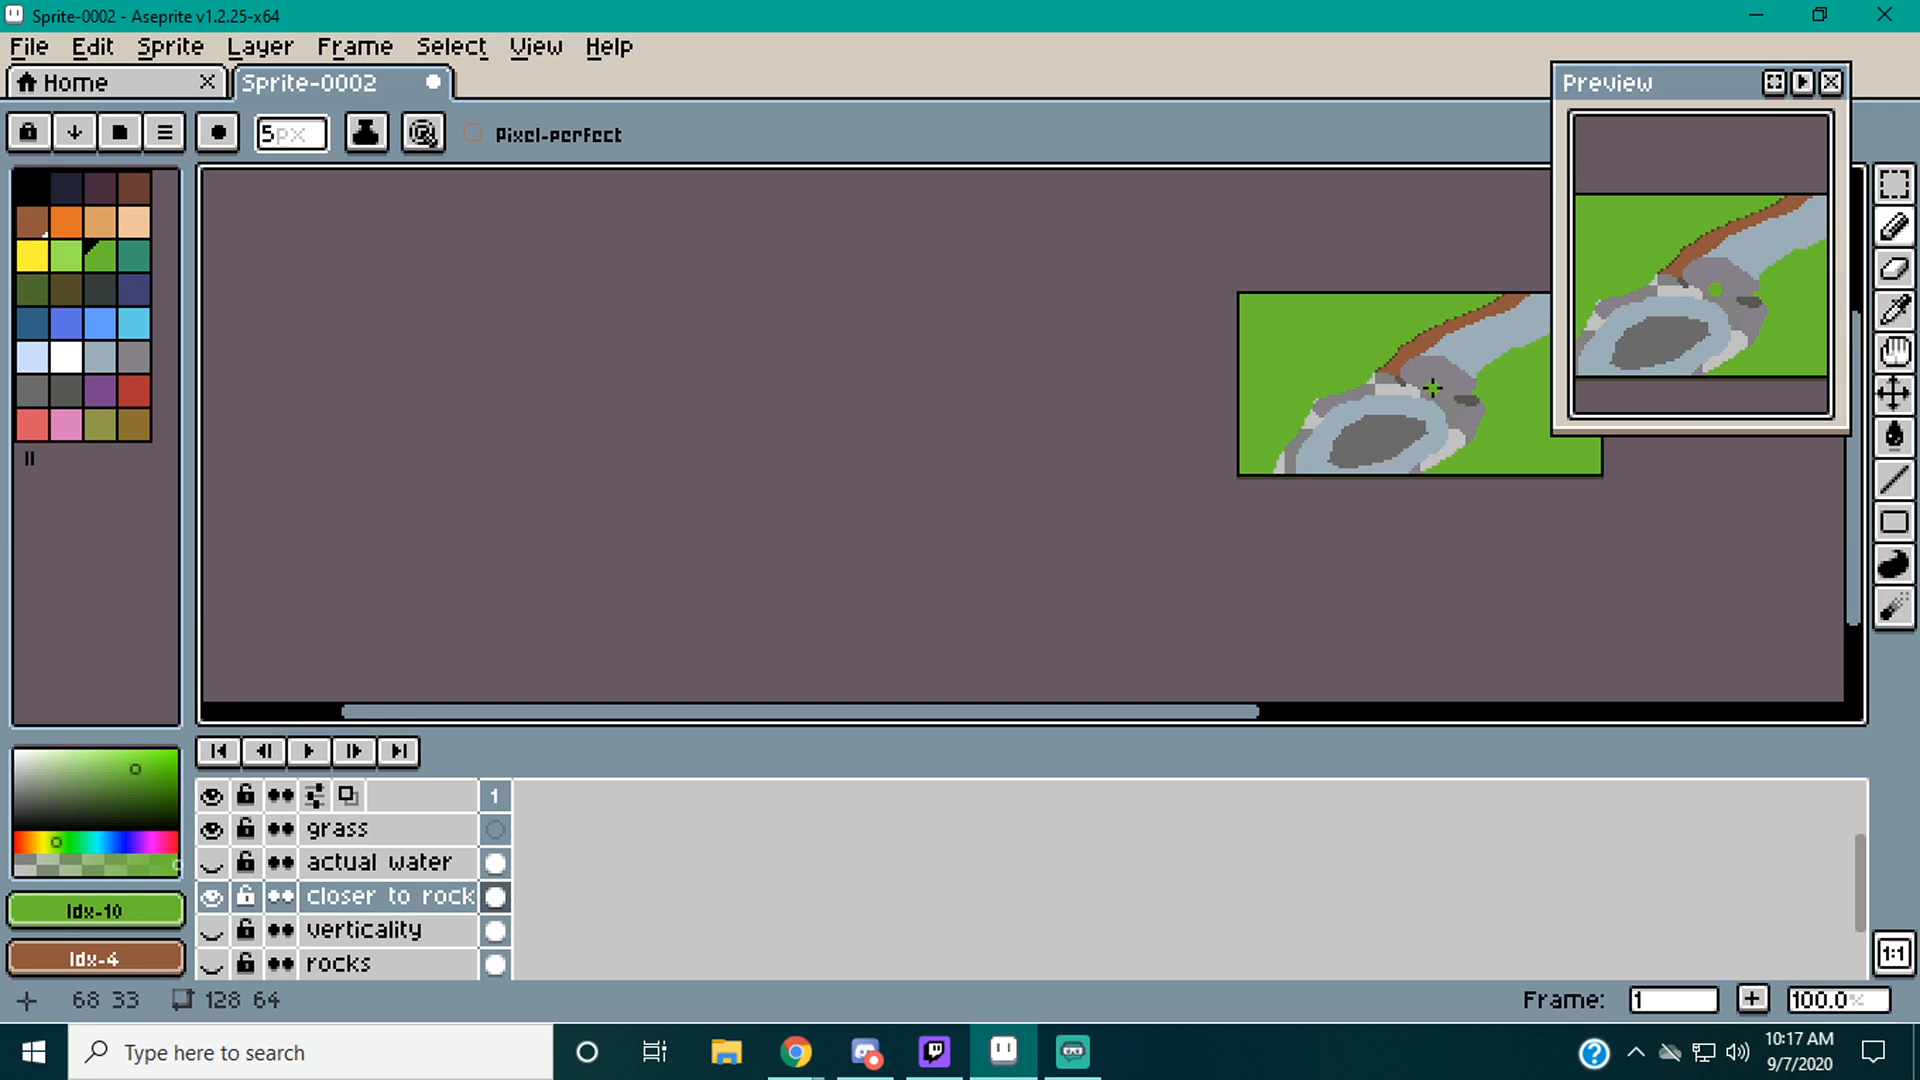 Sprite-0002 - Aseprite v1.2.25-x64
File Edit Sprite Layer Frame Select View Help
Home Sprite-0002
Preview
5px Pixel-perfect
1
grass
actual water
closer to rock
verticality
rocks
Idx-10
Idx-4
1:1
68 33 128 64
Frame: 1 100.0%
Type here to search
10:17 AM
9/7/2020